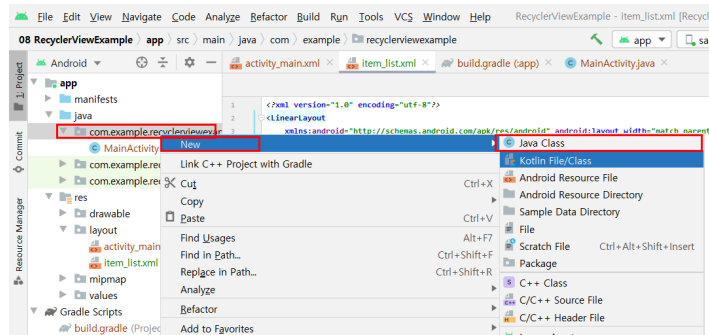 File Edit View Navigate Code Analyze Refactor Build Run Tools VCS Window Help RecyclerViewExample - item_list.xml [Recycl
08 RecyclerViewExample app src main java com example recyclerviewexample app sa
1: Project
Android
activity_main.xml item_list.xml build.gradle (app) MainActivity.java
app
manifests
java
com.example.recyclerviewexar
MainActivity
com.example.rec
com.example.rec
res
drawable
layout
activity_main
item_list.xml
mipmap
values
Gradle Scripts
build.gradle (Projec
Commit
Resource Manager
1 <?xml version="1.0" encoding="utf-8"?>
2 <LinearLayout
3 xmlns:android="http://schemas.android.com/apk/res/android" android:layout_width="match_parent
New
Link C++ Project with Gradle
Cut Ctrl+X
Copy
Paste Ctrl+V
Find Usages Alt+F7
Find in Path... Ctrl+Shift+F
Replace in Path... Ctrl+Shift+R
Analyze
Refactor
Add to Favorites
Java Class
Kotlin File/Class
Android Resource File
Android Resource Directory
Sample Data Directory
File
Scratch File Ctrl+Alt+Shift+Insert
Package
C++ Class
C/C++ Source File
C/C++ Header File